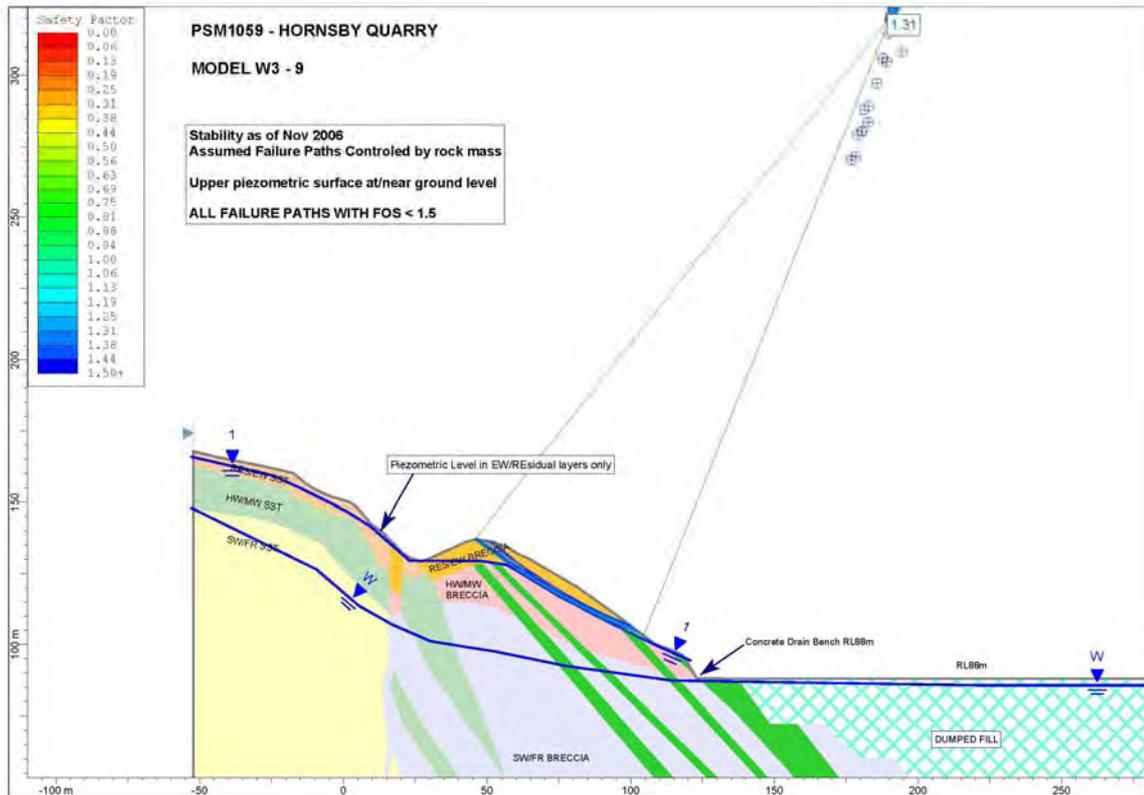 Safety Factor
0.00
0.06
0.13
0.19
0.25
0.31
0.38
0.44
0.50
0.56
0.63
0.69
0.75
0.81
0.88
0.94
1.00
1.06
1.13
1.19
1.25
1.31
1.38
1.44
1.50+
PSM1059 - HORNSBY QUARRY
MODEL W3 - 9
Stability as of Nov 2006
Assumed Failure Paths Controled by rock mass
Upper piezometric surface at/near ground level
ALL FAILURE PATHS WITH FOS < 1.5
1.31
300
250
200
150
100 m
1
RES/EW SST
HW/MW SST
SW/FR SST
W
Piezometric Level in EW/REsidual layers only
RES/EW BRECCIA
HW/MW
BRECCIA
1
Concrete Drain Bench RL88m
RL88m
W
SW/FR BRECCIA
DUMPED FILL
-100 m
-50
0
50
100
150
200
250